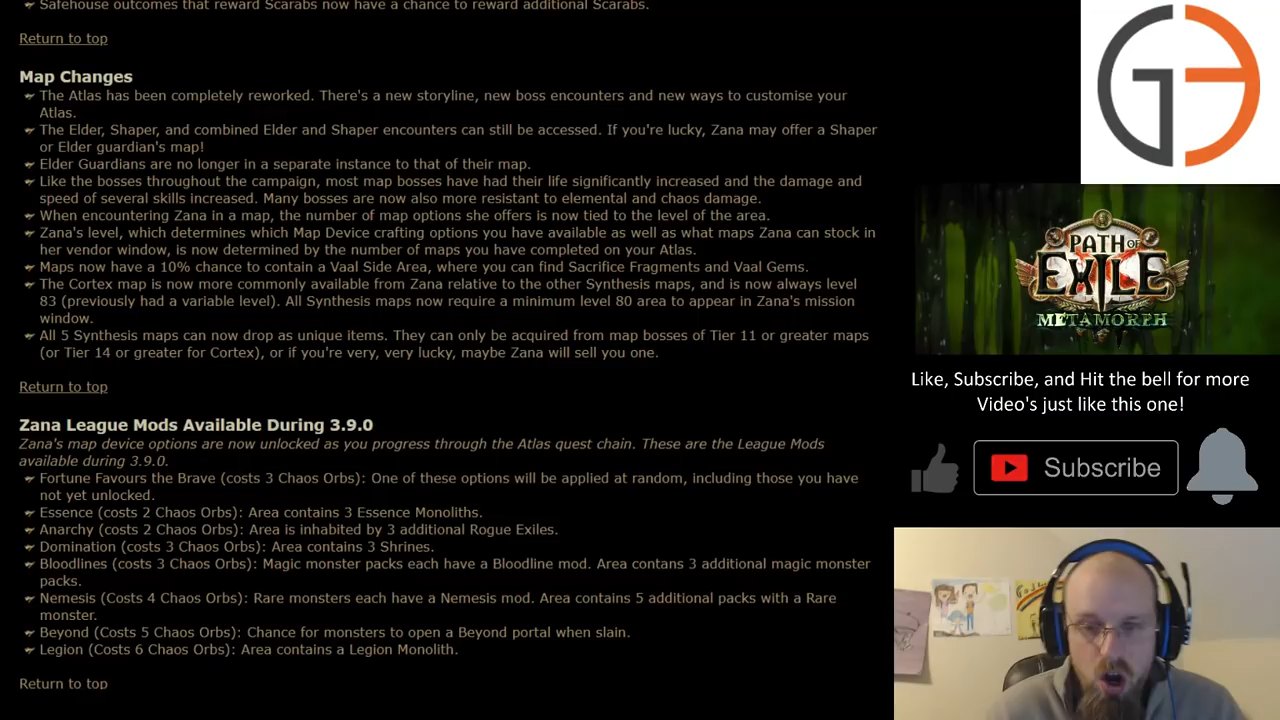 Safehouse outcomes that reward Scarabs now have a chance to reward additional Scarabs.
Return to top
Map Changes
The Atlas has been completely reworked. There's a new storyline, new boss encounters and new ways to customise your
Atlas.
The Elder, Shaper, and combined Elder and Shaper encounters can still be accessed. If you're lucky, Zana may offer a Shaper
or Elder guardian's map!
Elder Guardians are no longer in a separate instance to that of their map.
Like the bosses throughout the campaign, most map bosses have had their life significantly increased and the damage and
speed of several skills increased. Many bosses are now also more resistant to elemental and chaos damage.
When encountering Zana in a map, the number of map options she offers is now tied to the level of the area.
Zana's level, which determines which Map Device crafting options you have available as well as what maps Zana can stock in
her vendor window, is now determined by the number of maps you have completed on your Atlas.
Maps now have a 10% chance to contain a Vaal Side Area, where you can find Sacrifice Fragments and Vaal Gems.
The Cortex map is now more commonly available from Zana relative to the other Synthesis maps, and is now always level
83 (previously had a variable level). All Synthesis maps now require a minimum level 80 area to appear in Zana's mission
window.
All 5 Synthesis maps can now drop as unique items. They can only be acquired from map bosses of Tier 11 or greater maps
(or Tier 14 or greater for Cortex), or if you're very, very lucky, maybe Zana will sell you one.
Return to top
Zana League Mods Available During 3.9.0
Zana's map device options are now unlocked as you progress through the Atlas quest chain. These are the League Mods
available during 3.9.0.
Fortune Favours the Brave (costs 3 Chaos Orbs): One of these options will be applied at random, including those you have
not yet unlocked.
Essence (costs 2 Chaos Orbs): Area contains 3 Essence Monoliths.
Anarchy (costs 2 Chaos Orbs): Area is inhabited by 3 additional Rogue Exiles.
Domination (costs 3 Chaos Orbs): Area contains 3 Shrines.
Bloodlines (costs 3 Chaos Orbs): Magic monster packs each have a Bloodline mod. Area contans 3 additional magic monster
packs.
Nemesis (Costs 4 Chaos Orbs): Rare monsters each have a Nemesis mod. Area contains 5 additional packs with a Rare
monster.
Beyond (Costs 5 Chaos Orbs): Chance for monsters to open a Beyond portal when slain.
Legion (Costs 6 Chaos Orbs): Area contains a Legion Monolith.
Return to top
PATH OF
EXILE
METAMORPH
Like, Subscribe, and Hit the bell for more
Video's just like this one!
Subscribe